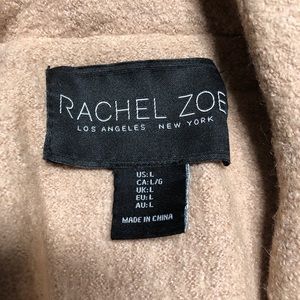 RACHEL ZOE
LOS ANGELES NEW YORK
US: L
CA: L/G
UK: L
EU: L
AU: L
MADE IN CHINA